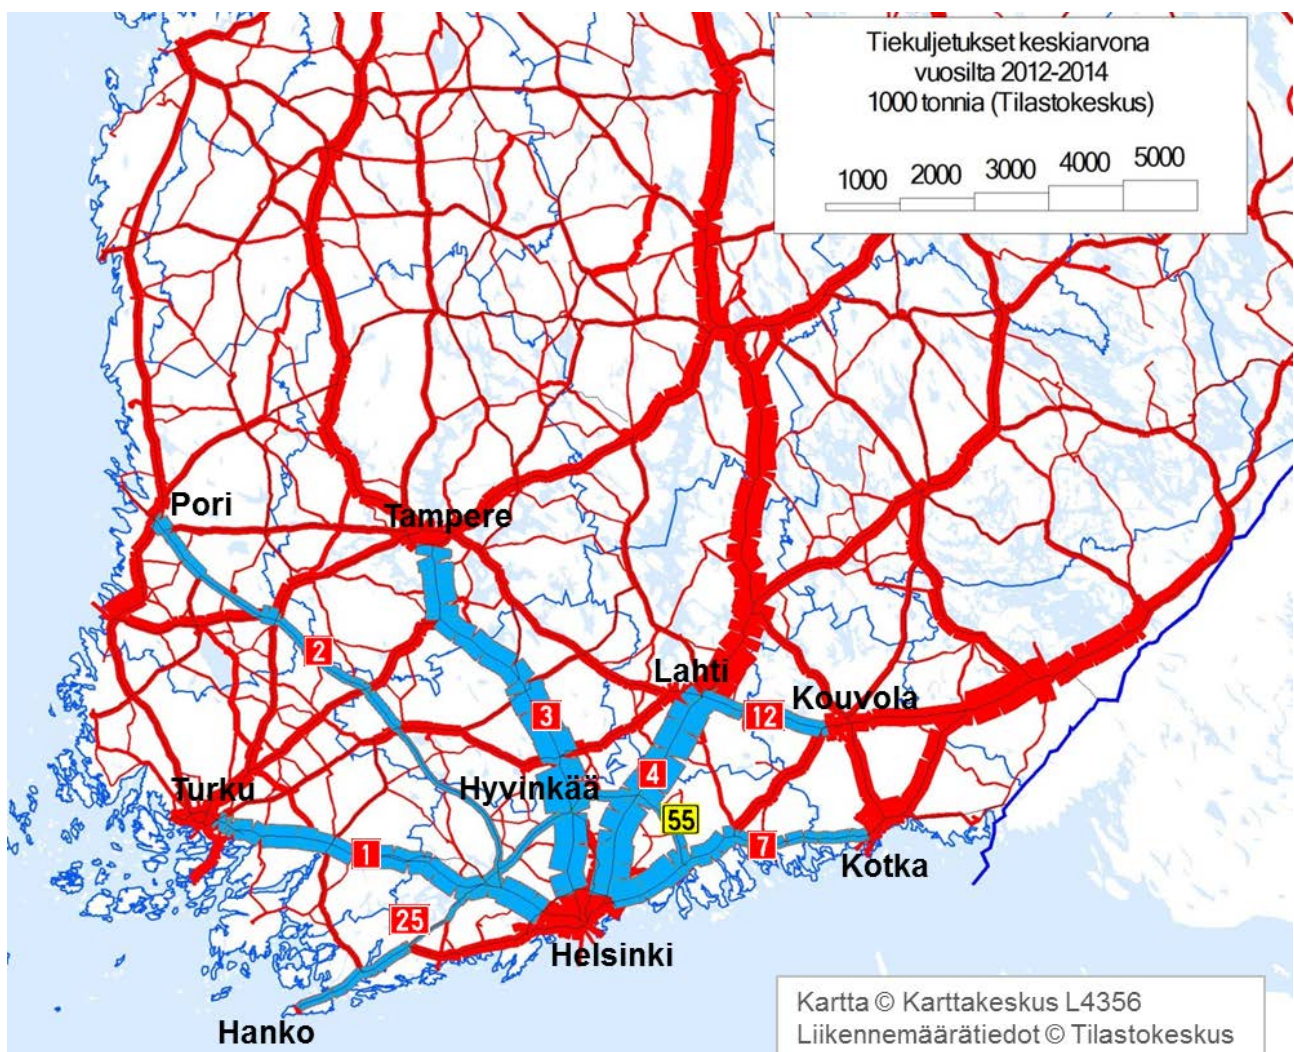 Tiekuljetukset keskiarvona
vuosilta 2012-2014
1000 tonnia (Tilastokeskus)
1000 2000 3000 4000 5000
Pori
Tampere
2
Lahti
Kouvola
3
12
4
Turku
Hyvinkää
55
1
7
Kotka
25
Helsinki
Hanko
Kartta © Karttakeskus L4356
Liikennemäärätiedot © Tilastokeskus